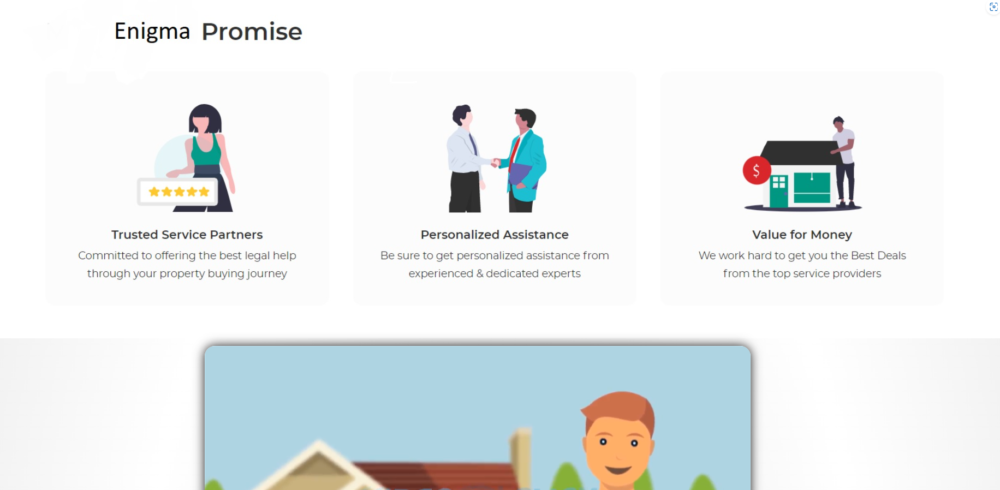 Enigma Promise
$
Trusted Service Partners
Committed to offering the best legal help
through your property buying journey
Personalized Assistance
Be sure to get personalized assistance from
experienced & dedicated experts
Value for Money
We work hard to get you the Best Deals
from the top service providers